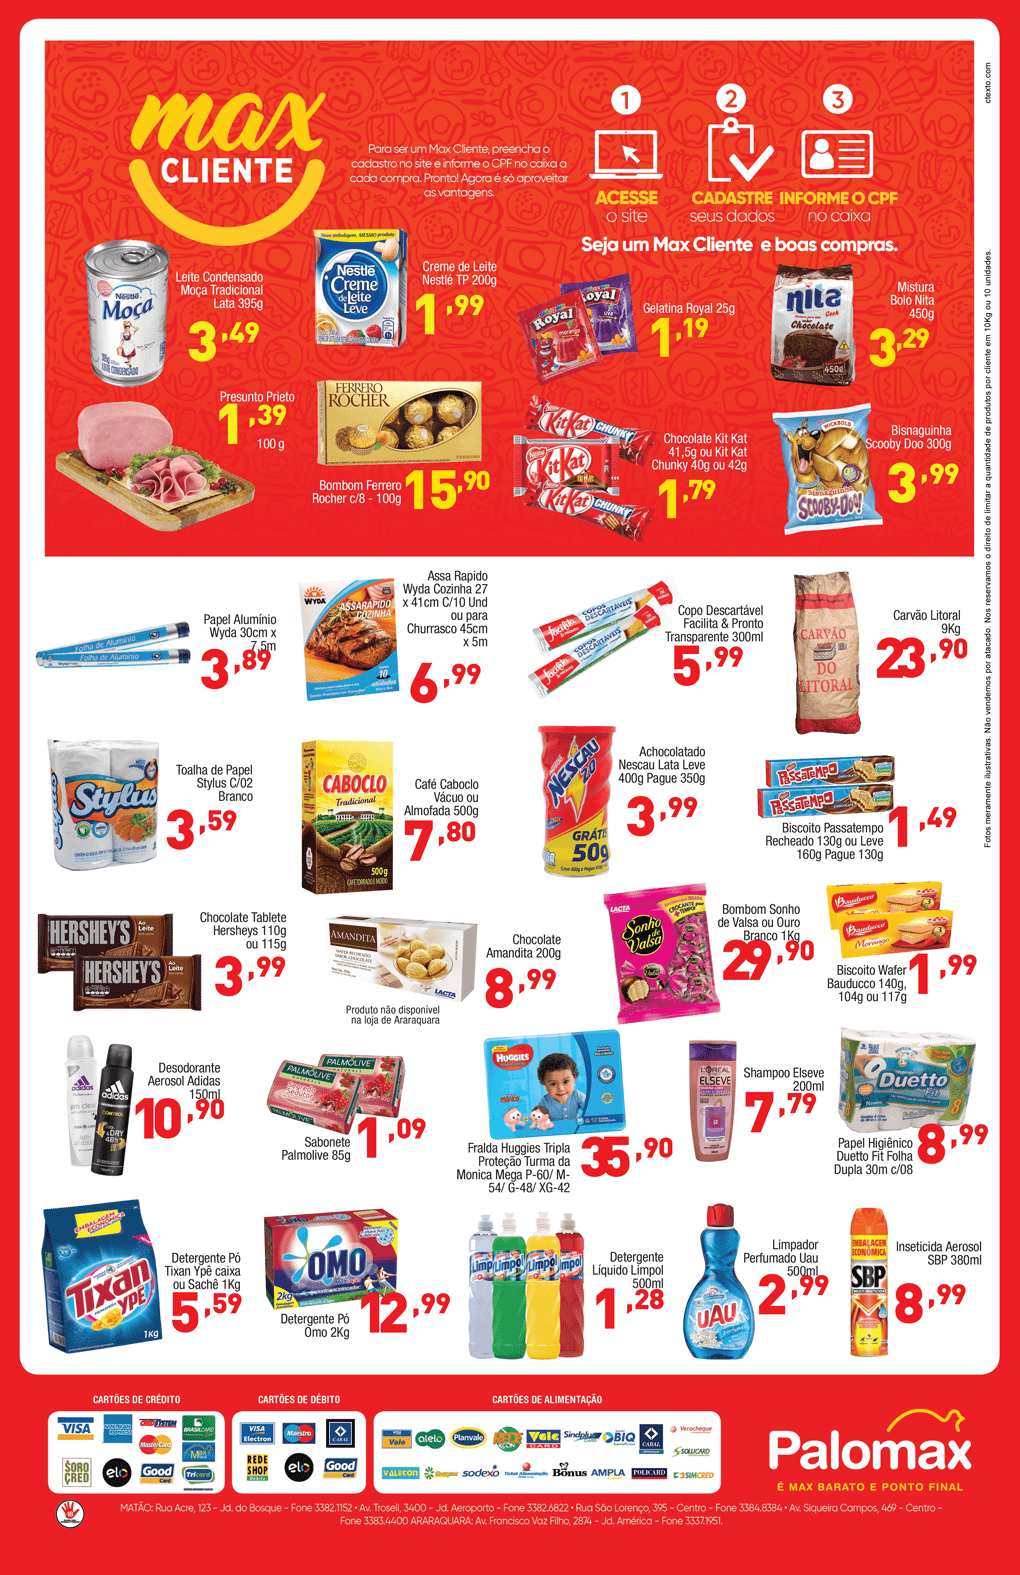 ctexto.com
max
CLIENTE
Para ser um Max Cliente, preencha o
cadastro no site e informe o CPF no caixa a
cada compra. Pronto! Agora é só aproveitar
as vantagens.
1
2
3
ACESSE
o site
CADASTRE
seus dados
INFORME O CPF
no caixa
Seja um Max Cliente e boas compras.
Leite Condensado
Moça Tradicional
Lata 395g
3,49
Creme de Leite
Nestlé TP 200g
1,99
Gelatina Royal 25g
1,19
Mistura
Bolo Nita
450g
3,29
Presunto Prieto
1,39
100 g
Bombom Ferrero
Rocher c/8 - 100g
15,90
Chocolate Kit Kat
41,5g ou Kit Kat
Chunky 40g ou 42g
1,79
Bisnaguinha
Scooby Doo 300g
3,99
Fotos meramente ilustrativas. Não vendemos por atacado. Nos reservamos o direito de limitar a quantidade de produtos por cliente em 10Kg ou 10 unidades.
Papel Alumínio
Wyda 30cm x
7,5m
3,89
Assa Rapido
Wyda Cozinha 27
x 41cm C/10 Und
ou para
Churrasco 45cm
x 5m
6,99
Copo Descartável
Facilita & Pronto
Transparente 300ml
5,99
Carvão Litoral
9Kg
23,90
Toalha de Papel
Stylus C/02
Branco
3,59
Café Caboclo
Vácuo ou
Almofada 500g
7,80
Achocolatado
Nescau Lata Leve
400g Pague 350g
3,99
Biscoito Passatempo
Recheado 130g ou Leve
160g Pague 130g
1,49
Chocolate Tablete
Hersheys 110g
ou 115g
3,99
Chocolate
Amandita 200g
8,99
Produto não disponível
na loja de Araraquara
Bombom Sonho
de Valsa ou Ouro
Branco 1Kg
29,90
Biscoito Wafer
Bauducco 140g,
104g ou 117g
1,99
Desodorante
Aerosol Adidas
150ml
10,90
Sabonete
Palmolive 85g
1,09
Fralda Huggies Tripla
Proteção Turma da
Monica Mega P-60/ M-
54/ G-48/ XG-42
35,90
Shampoo Elseve
200ml
7,79
Papel Higiênico
Duetto Fit Folha
Dupla 30m c/08
8,99
Detergente Pó
Tixan Ypê caixa
ou Sachê 1Kg
5,59
Detergente Pó
Omo 2Kg
12,99
Detergente
Líquido Limpol
500ml
1,28
Limpador
Perfumado Uau
500ml
2,99
Inseticida Aerosol
SBP 380ml
8,99
CARTÕES DE CRÉDITO
CARTÕES DE DÉBITO
CARTÕES DE ALIMENTAÇÃO
Palomax
É MAX BARATO E PONTO FINAL
MATÃO: Rua Acre, 123 - Jd. do Bosque - Fone 3382.1152 • Av. Troseli, 3400 - Jd. Aeroporto - Fone 3382.6822 • Rua São Lorenço, 395 - Centro - Fone 3384.8384 • Av. Siqueira Campos, 469 - Centro -
Fone 3383.4400 ARARAQUARA: Av. Francisco Vaz Filho, 2874 - Jd. América - Fone 3337.1951.